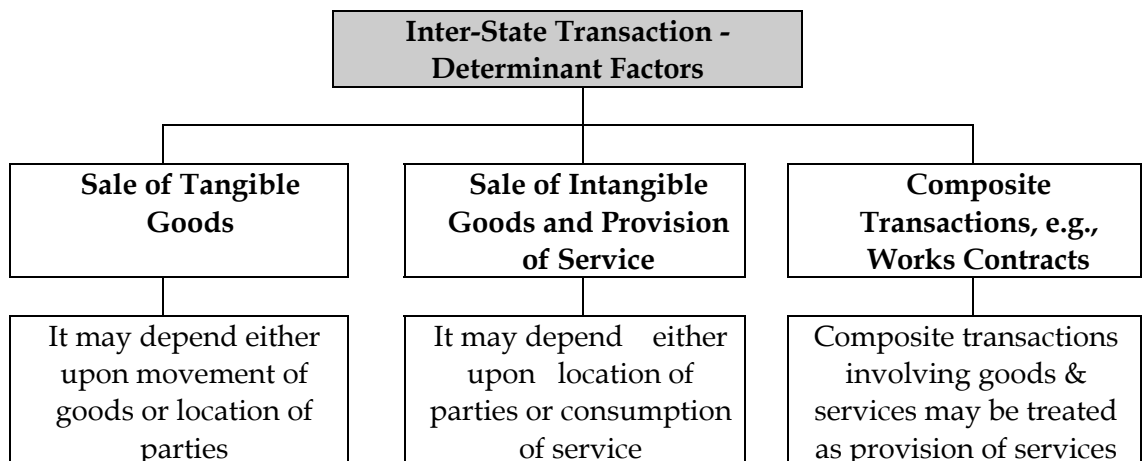 Inter-State Transaction -
Determinant Factors
Sale of Tangible
Goods
Sale of Intangible
Goods and Provision
of Service
Composite
Transactions, e.g.,
Works Contracts
It may depend either
upon movement of
goods or location of
parties
It may depend either
upon location of
parties or consumption
of service
Composite transactions
involving goods &
services may be treated
as provision of services